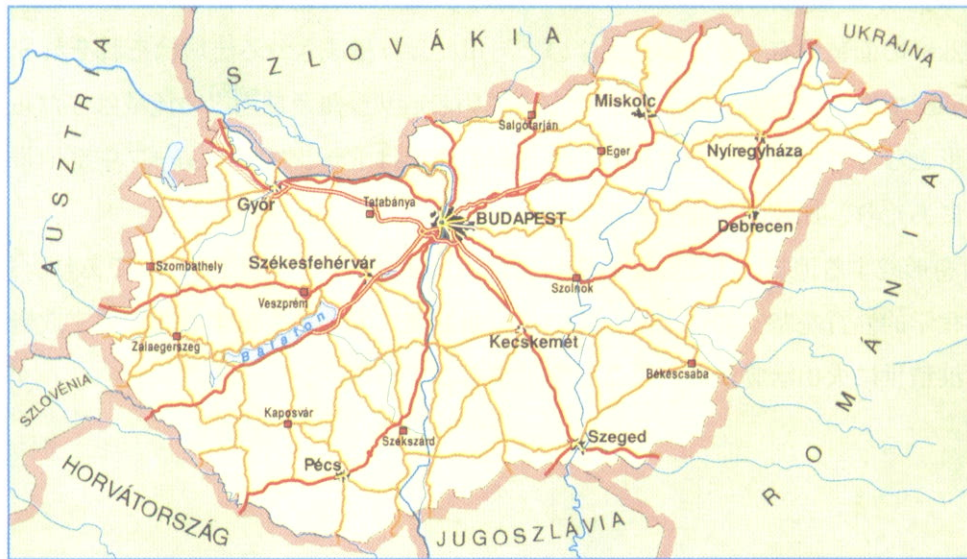 SZLOVÁKIA
UKRAJNA
AUSZTRIA
Miskolc
Salgótarján
Nyíregyháza
Eger
Győr
Tatabánya
BUDAPEST
Debrecen
Szombathely
Székesfehérvár
Veszprém
Szolnok
ROMÁNIA
Balaton
Zalaegerszeg
Kecskemét
Békéscsaba
SZLOVÉNIA
Kaposvár
Székszárd
Szeged
Pécs
HORVÁTORSZÁG
JUGOSZLÁVIA